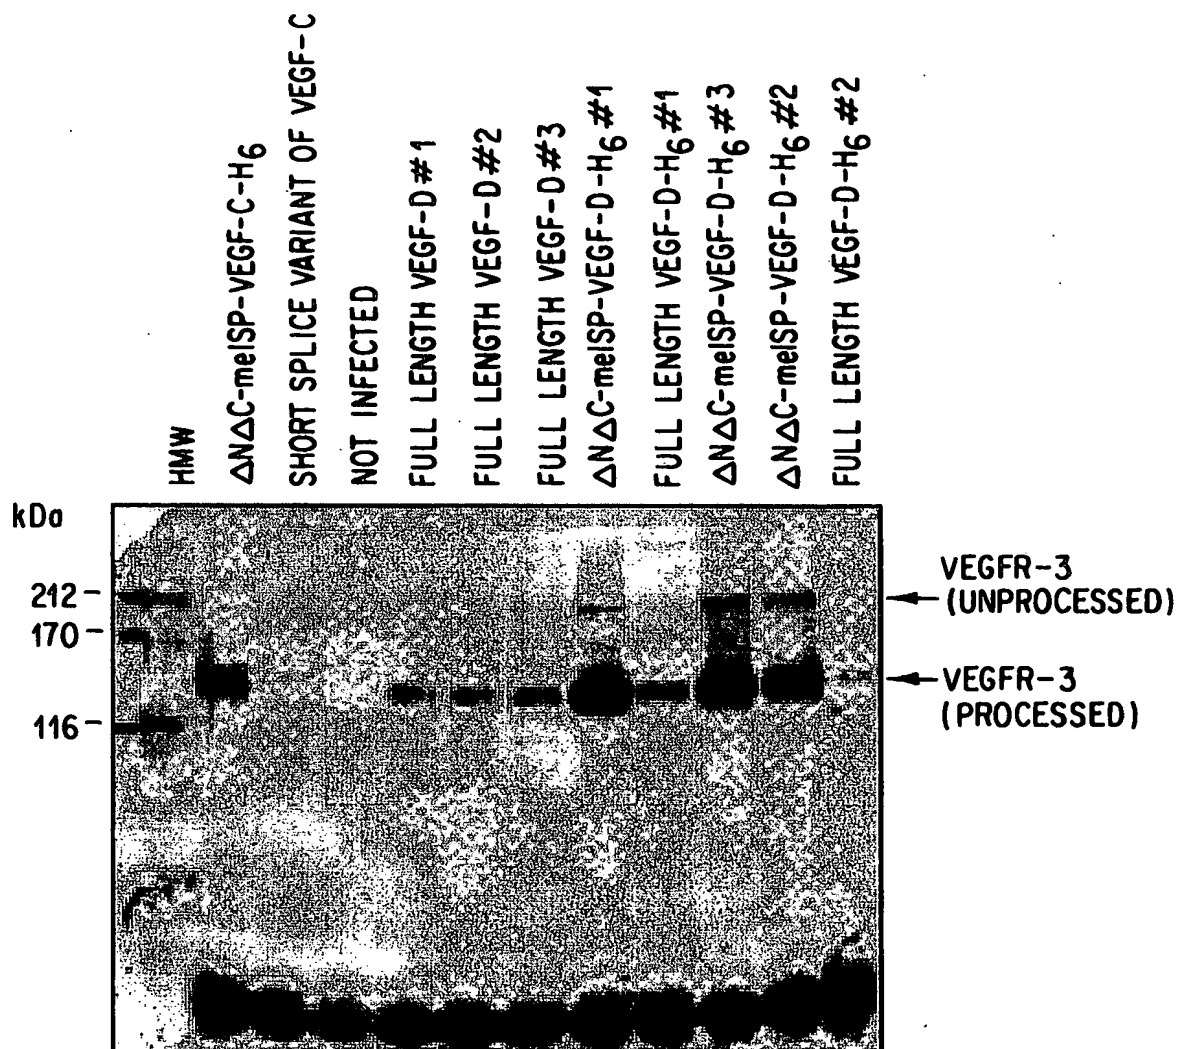 HMW
ΔNΔC-melSP-VEGF-C-H6
SHORT SPLICE VARIANT OF VEGF-C
NOT INFECTED
FULL LENGTH VEGF-D#1
FULL LENGTH VEGF-D#2
FULL LENGTH VEGF-D#3
ΔNΔC-melSP-VEGF-D-H6#1
FULL LENGTH VEGF-D-H6#1
ΔNΔC-melSP-VEGF-D-H6#3
ΔNΔC-melSP-VEGF-D-H6#2
FULL LENGTH VEGF-D-H6#2
kDa
212
170
116
VEGFR-3
(UNPROCESSED)
VEGFR-3
(PROCESSED)